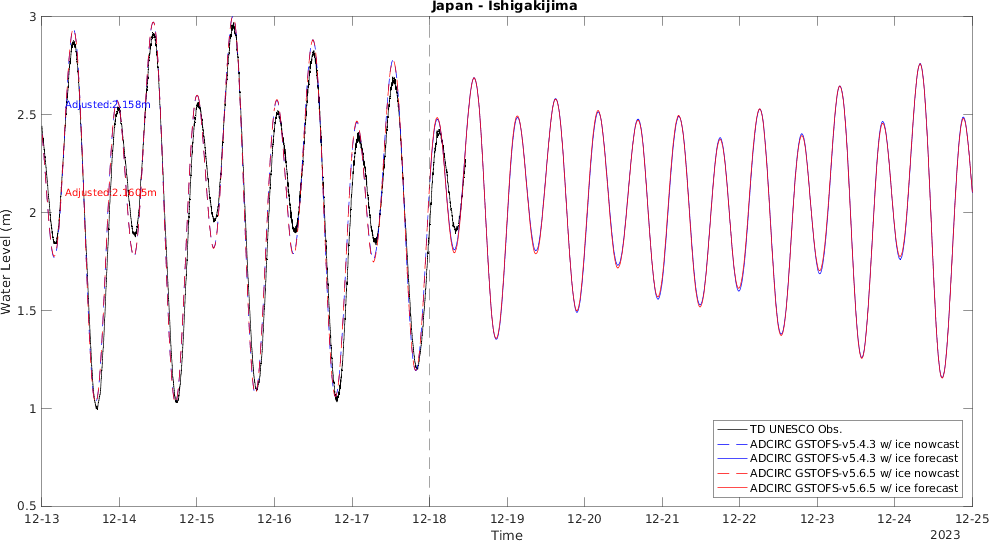 Japan - Ishigakijima
3
2.5
2
1.5
1
0.5
Water Level (m)
Adjusted:2.158m
Adjusted:2.1605m
TD UNESCO Obs.
ADCIRC GSTOFS-v5.4.3 w/ ice nowcast
ADCIRC GSTOFS-v5.4.3 w/ ice forecast
ADCIRC GSTOFS-v5.6.5 w/ ice nowcast
ADCIRC GSTOFS-v5.6.5 w/ ice forecast
12-13 12-14 12-15 12-16 12-17 12-18 12-19 12-20 12-21 12-22 12-23 12-24 12-25
Time
2023